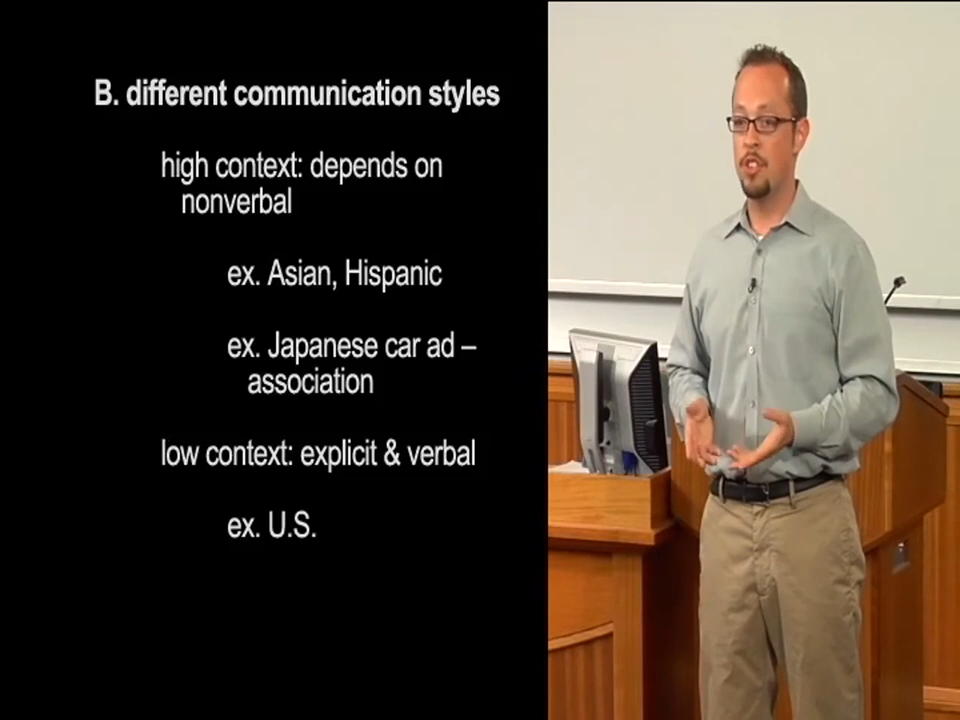 B. different communication styles
high context: depends on
nonverbal
ex. Asian, Hispanic
ex. Japanese car ad –
association
low context: explicit & verbal
ex. U.S.